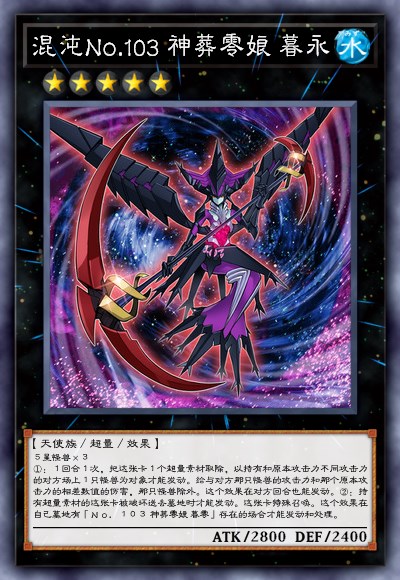 混沌No.103 神葬零娘 暮永 水
【天使族／超量／效果】
５星怪兽×３
①：１回合１次，把这张卡１个超量素材取除，以持有和原本攻击力不同攻击力
的对方场上１只怪兽为对象才能发动。给与对方那只怪兽的攻击力和那个原本攻
击力的相差数值的伤害，那只怪兽除外。这个效果在对方回合也能发动。②：持
有超量素材的这张卡被破坏送去墓地时才能发动。这张卡特殊召唤。这个效果在
自己墓地有「Ｎｏ．１０３ 神葬零娘 暮零」存在的场合才能发动和处理。
ATK/2800 DEF/2400